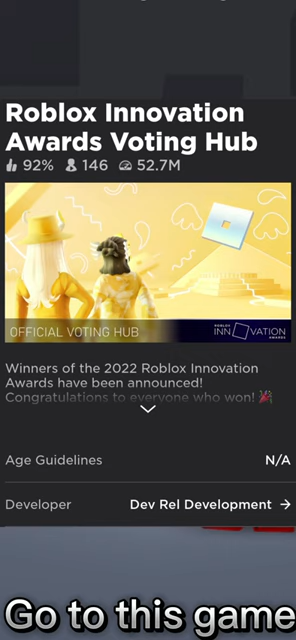 Roblox Innovation
Awards Voting Hub
92% 146 52.7M
OFFICIAL VOTING HUB
ROBLOX
INNOVATION
AWARDS
Winners of the 2022 Roblox Innovation
Awards have been announced!
Congratulations to everyone who won! 🎉
Age Guidelines N/A
Developer Dev Rel Development →
Go to this game